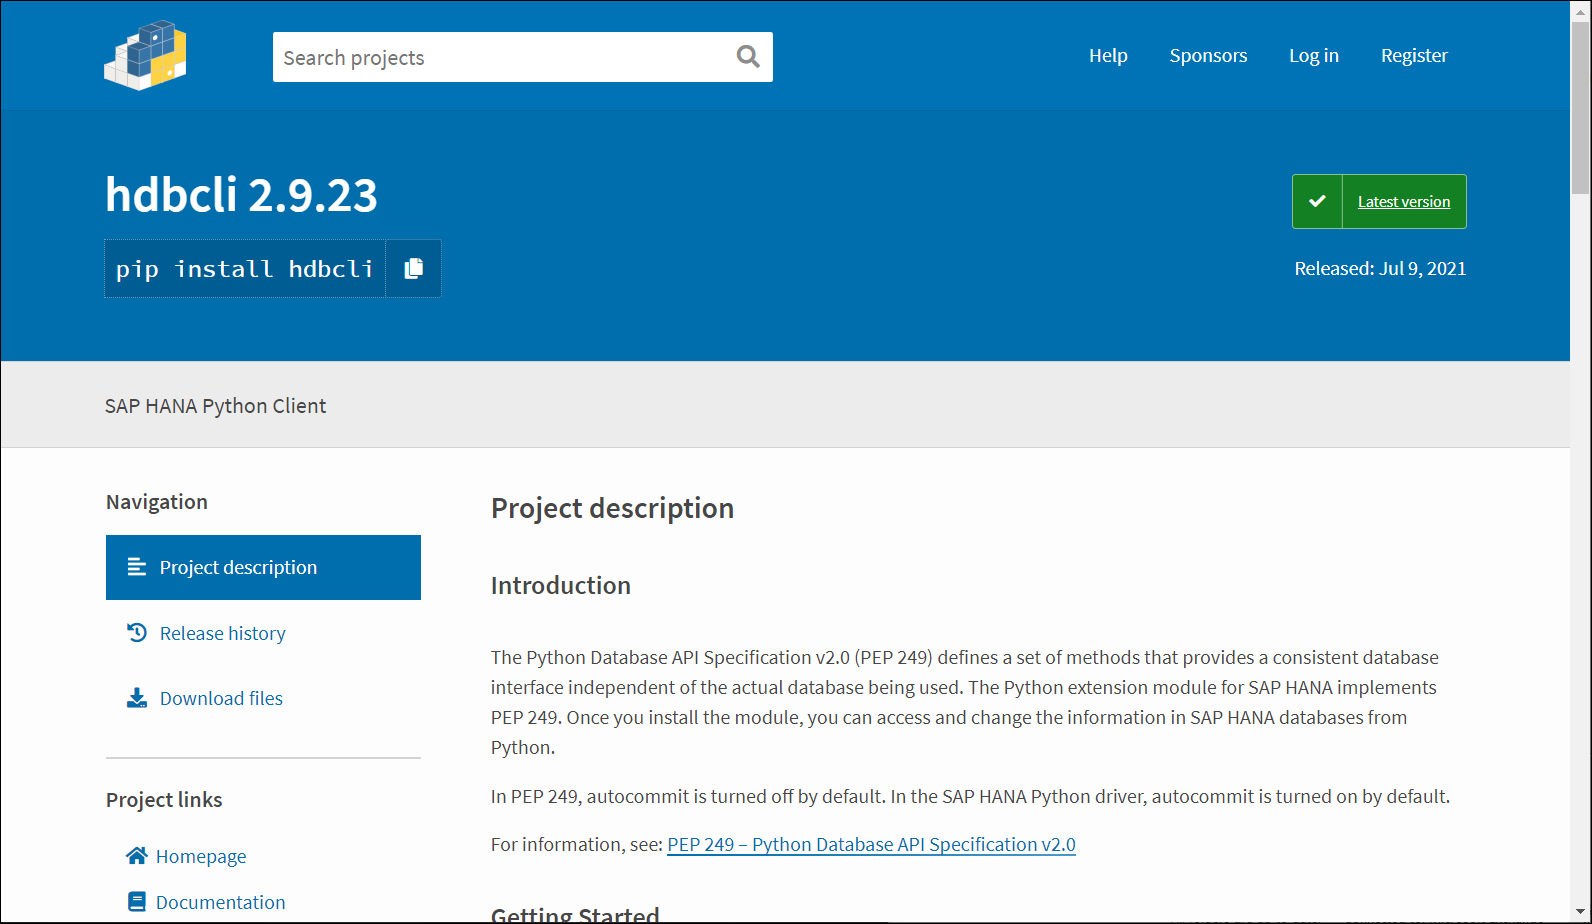 Search projects
Help
Sponsors
Log in
Register
hdbcli 2.9.23
pip install hdbcli
Latest version
Released: Jul 9, 2021
SAP HANA Python Client
Navigation
Project description
Release history
Download files
Project links
Homepage
Documentation
Project description
Introduction
The Python Database API Specification v2.0 (PEP 249) defines a set of methods that provides a consistent database
interface independent of the actual database being used. The Python extension module for SAP HANA implements
PEP 249. Once you install the module, you can access and change the information in SAP HANA databases from
Python.
In PEP 249, autocommit is turned off by default. In the SAP HANA Python driver, autocommit is turned on by default.
For information, see: PEP 249 – Python Database API Specification v2.0
Getting Started